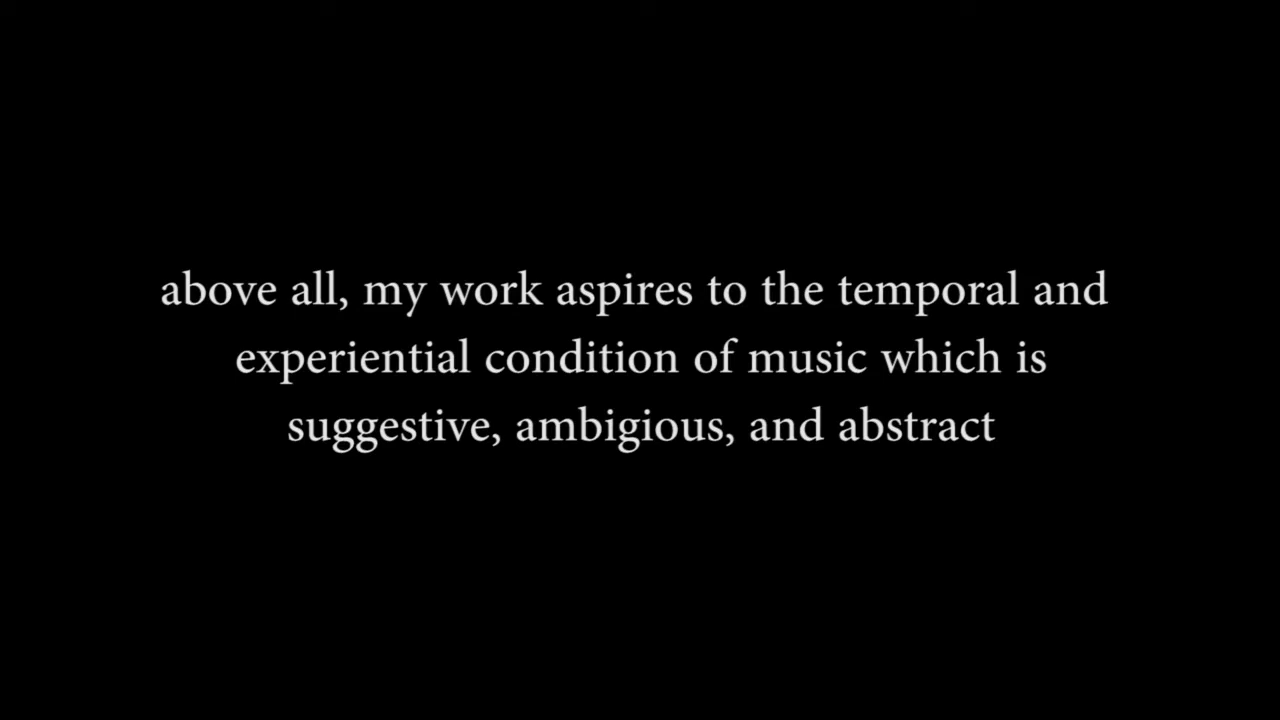 above all, my work aspires to the temporal and
experiential condition of music which is
suggestive, ambigious, and abstract